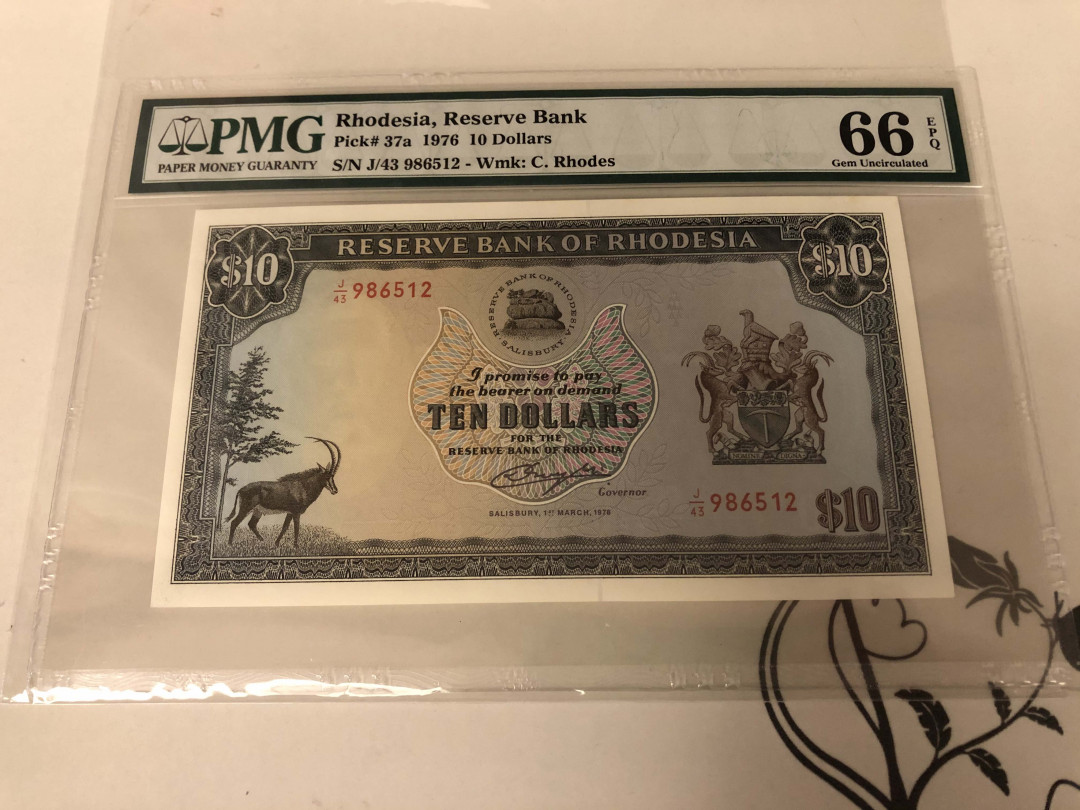 PMG
PAPER MONEY GUARANTY
Rhodesia, Reserve Bank
Pick# 37a 1976 10 Dollars
S/N J/43 986512 - Wmk: C. Rhodes
66
EPQ
Gem Uncirculated
RESERVE BANK OF RHODESIA
$10
$10
J/43 986512
RESERVE BANK OF RHODESIA
SALISBURY
I promise to pay
the bearer on demand
TEN DOLLARS
FOR THE
RESERVE BANK OF RHODESIA
Governor
SALISBURY, 1ST MARCH, 1976
J/43 986512
$10